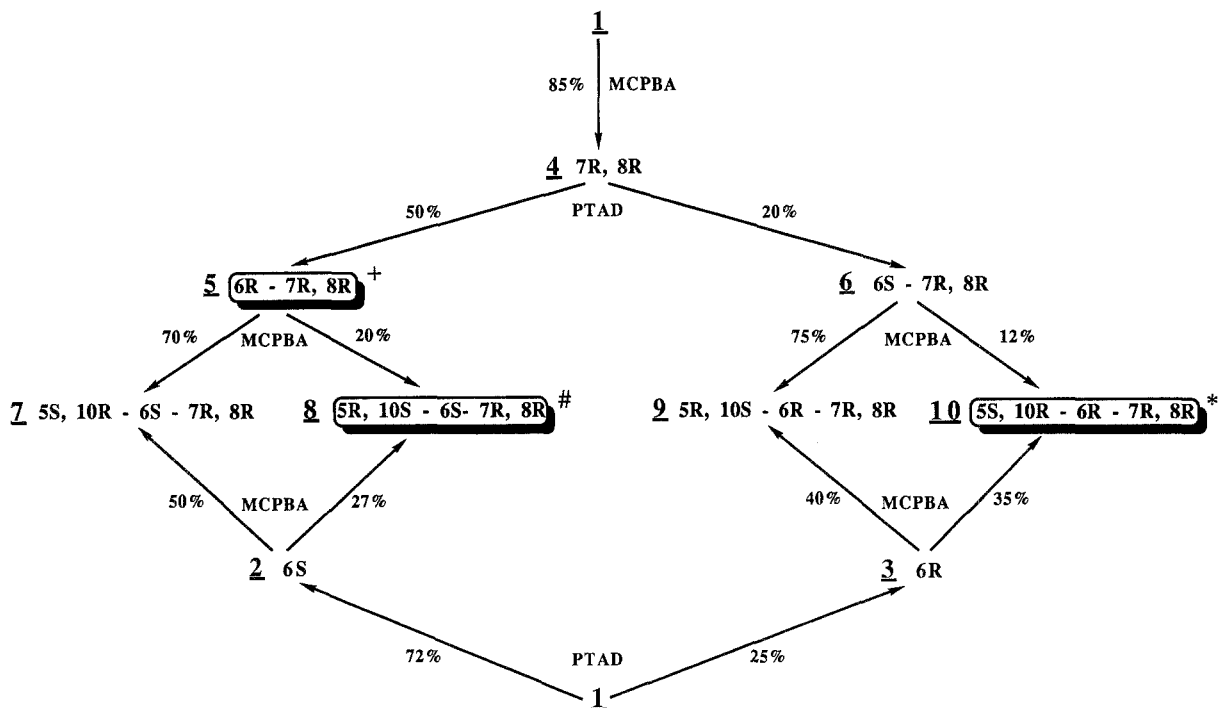 1
85% MCPBA
4 7R, 8R
50% PTAD 20%
5 6R - 7R, 8R +
6 6S - 7R, 8R
70% MCPBA 20%
75% MCPBA 12%
7 5S, 10R - 6S - 7R, 8R
8 5R, 10S - 6S- 7R, 8R #
9 5R, 10S - 6R - 7R, 8R
10 5S, 10R - 6R - 7R, 8R *
50% MCPBA 27%
40% MCPBA 35%
2 6S
3 6R
72% PTAD 25%
1